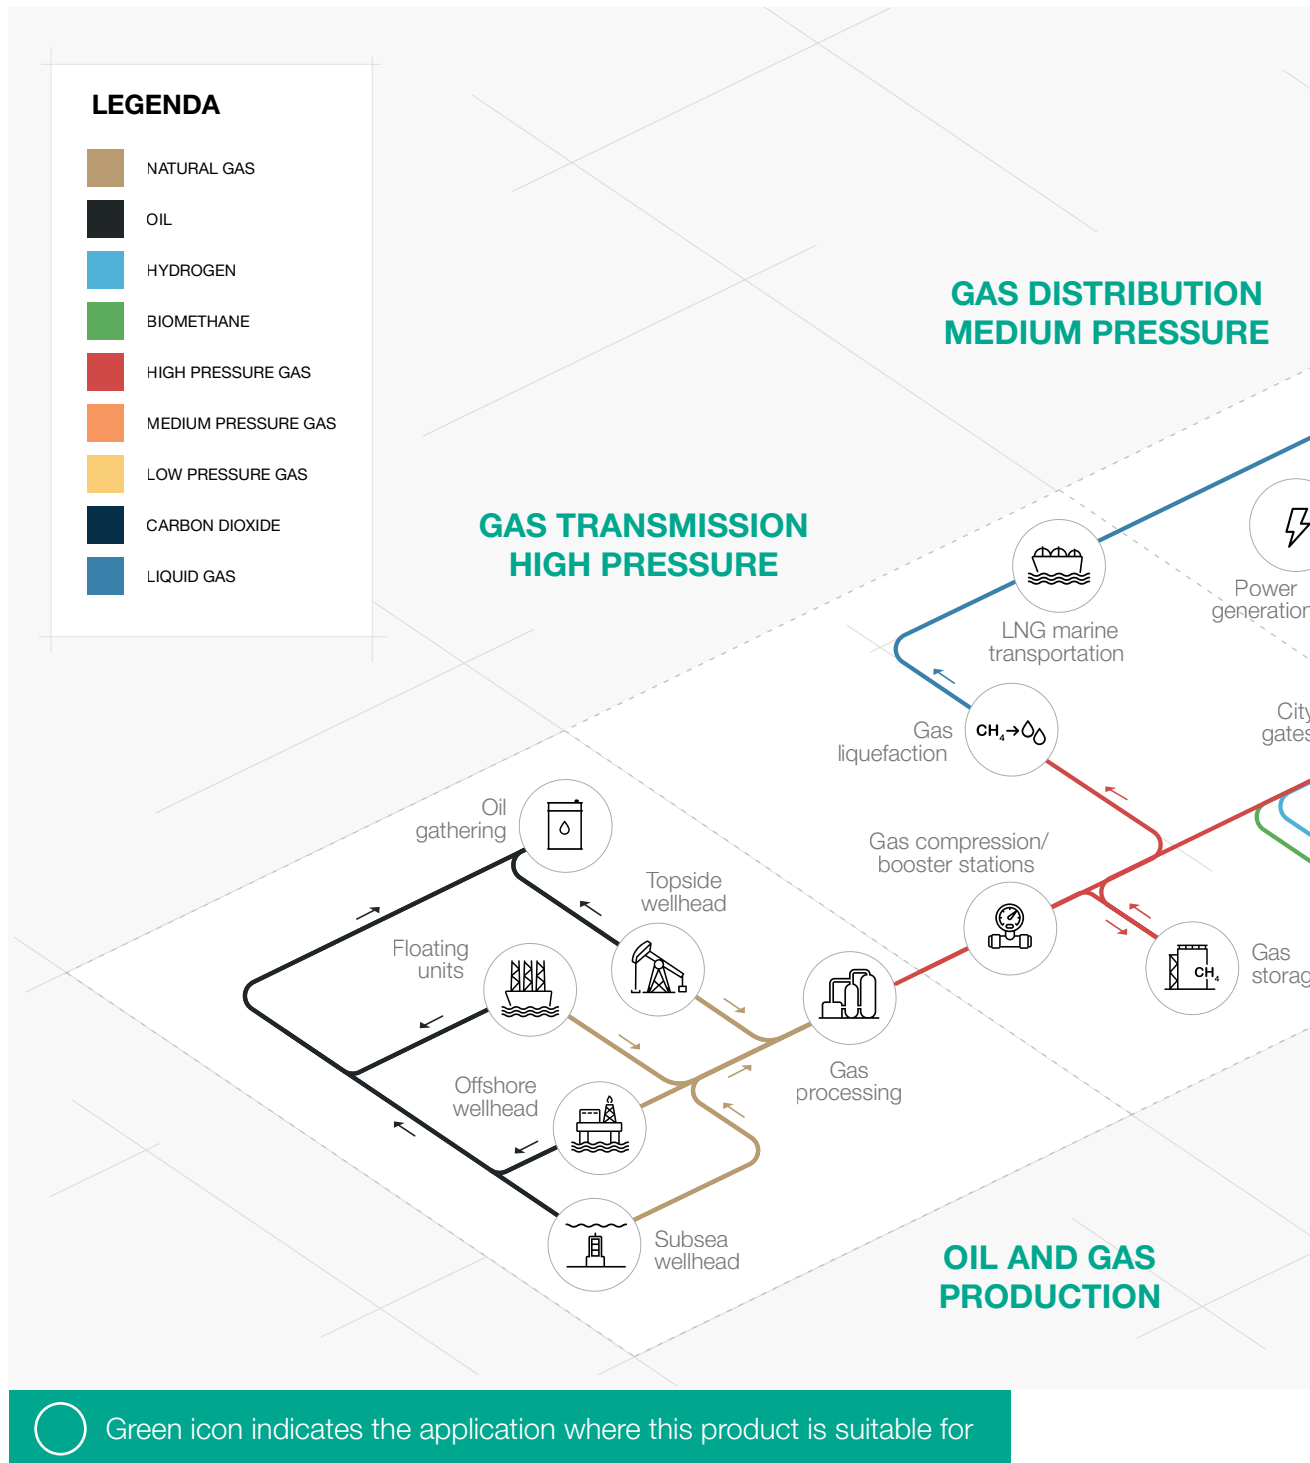 LEGENDA
NATURAL GAS
OIL
HYDROGEN
BIOMETHANE
HIGH PRESSURE GAS
MEDIUM PRESSURE GAS
LOW PRESSURE GAS
CARBON DIOXIDE
LIQUID GAS
GAS DISTRIBUTION
MEDIUM PRESSURE
GAS TRANSMISSION
HIGH PRESSURE
Power
generation
LNG marine
transportation
City
gates
Gas
liquefaction
CH4→
Oil
gathering
Gas compression/
booster stations
Topside
wellhead
Floating
units
Gas
storag
CH4
Gas
processing
Offshore
wellhead
Subsea
wellhead
OIL AND GAS
PRODUCTION
Green icon indicates the application where this product is suitable for